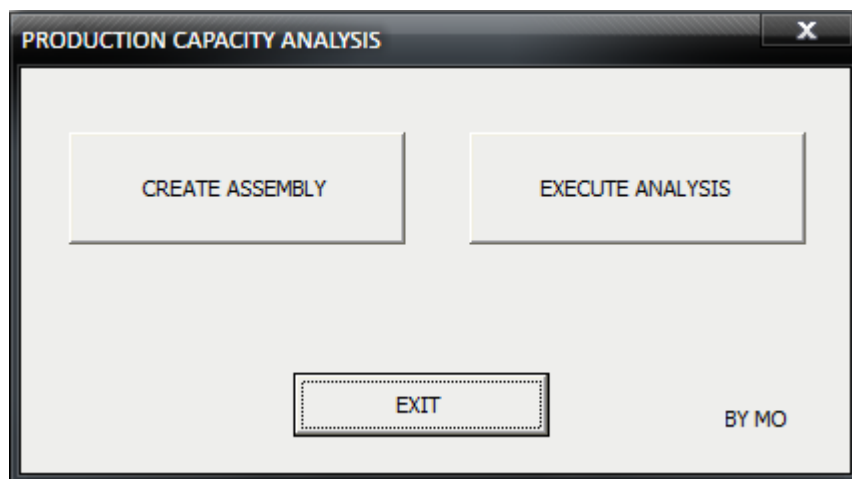 PRODUCTION CAPACITY ANALYSIS
X
CREATE ASSEMBLY
EXECUTE ANALYSIS
EXIT
BY MO